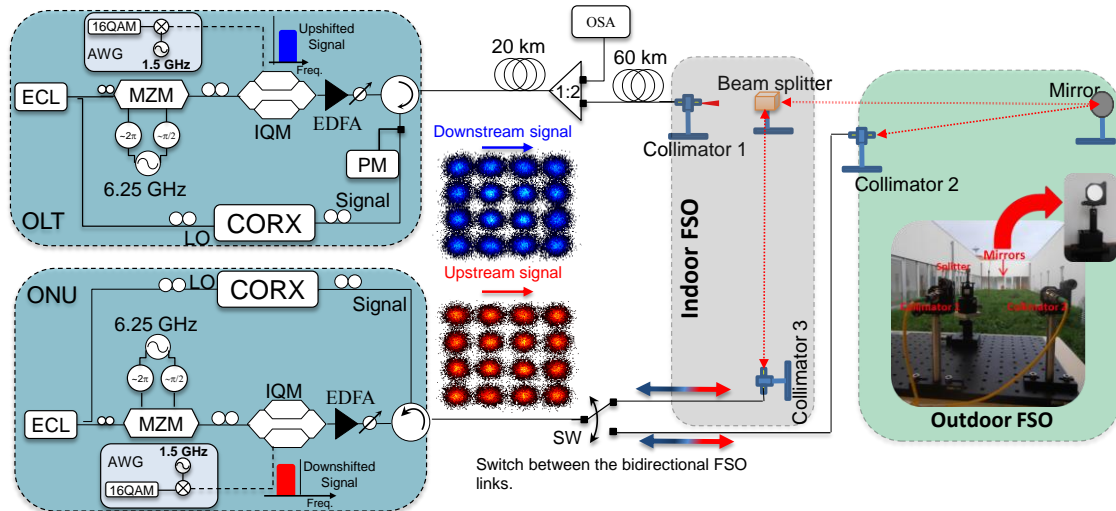 16QAM
AWG
1.5 GHz
Upshifted
Signal
Freq.
ECL
MZM
IQM
EDFA
~2π
~π/2
6.25 GHz
PM
Signal
CORX
LO
OLT
20 km
OSA
1:2
60 km
Downstream signal
Upstream signal
Beam splitter
Collimator 1
Indoor FSO
Collimator 3
Mirror
Collimator 2
Mirrors
Splitter
Collimator 2
Outdoor FSO
ONU
LO
CORX
Signal
6.25 GHz
~2π
~π/2
ECL
MZM
IQM
EDFA
AWG
1.5 GHz
16QAM
Downshifted
Signal
Freq.
SW
Switch between the bidirectional FSO
links.